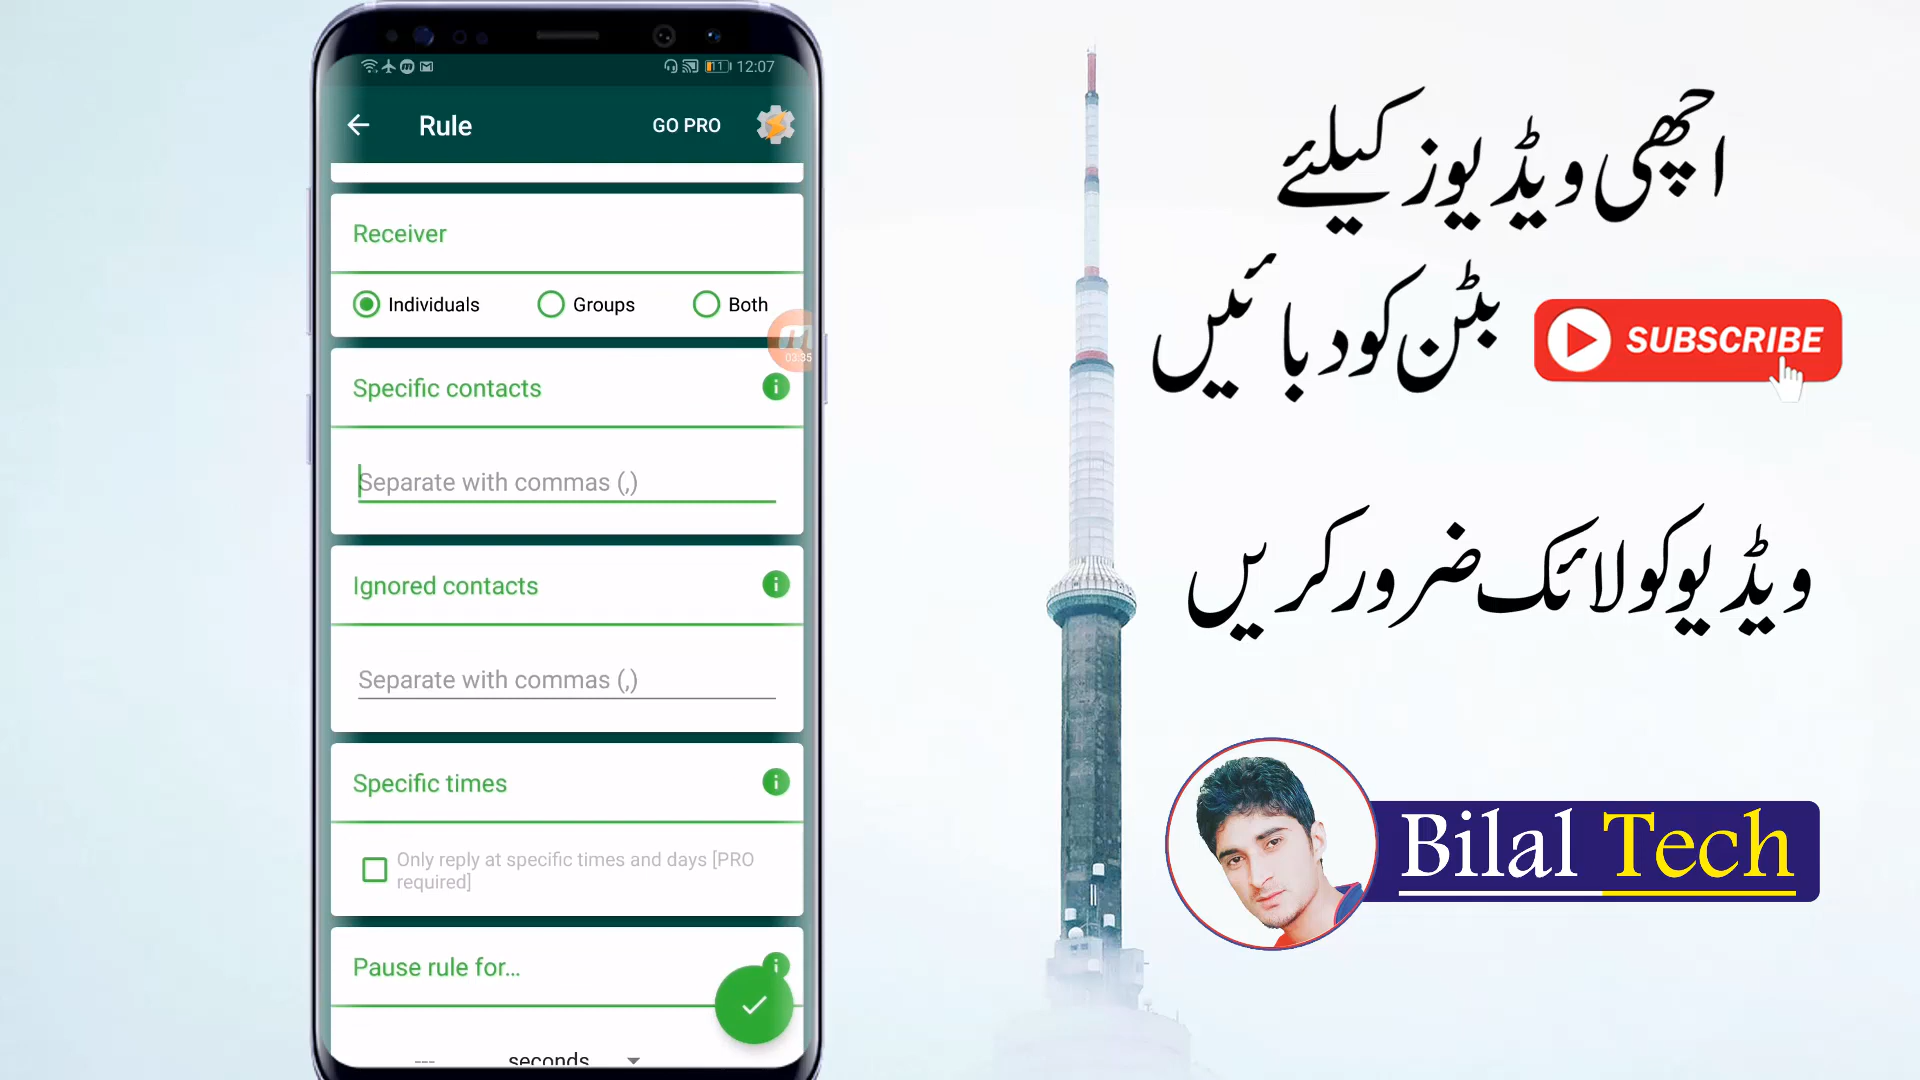 12:07
Rule
GO PRO
Receiver
Individuals
Groups
Both
03:35
Specific contacts
Separate with commas (,)
Ignored contacts
Separate with commas (,)
Specific times
Only reply at specific times and days [PRO
required]
Pause rule for...
---
seconds
اچھی ویڈیوز کیلئے
بٹن کو دبائیں
SUBSCRIBE
ویڈیو کو لائک ضرور کریں
Bilal Tech